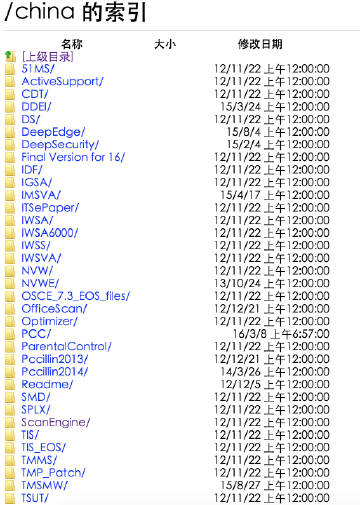 /china 的索引
名称 大小 修改日期
[上级目录]
51MS/ 12/11/22 上午12:00:00
ActiveSupport/ 12/11/22 上午12:00:00
CDT/ 12/11/22 上午12:00:00
DDEI/ 15/3/24 上午12:00:00
DS/ 12/11/22 上午12:00:00
DeepEdge/ 15/8/4 上午12:00:00
DeepSecurity/ 15/2/4 上午12:00:00
Final Version for 16/ 12/11/22 上午12:00:00
IDF/ 12/11/22 上午12:00:00
IGSA/ 12/11/22 上午12:00:00
IMSVA/ 15/4/17 上午12:00:00
ITSePaper/ 12/11/22 上午12:00:00
IWSA/ 12/11/22 上午12:00:00
IWSA6000/ 12/11/22 上午12:00:00
IWSS/ 12/11/22 上午12:00:00
IWSVA/ 12/11/22 上午12:00:00
NVW/ 12/11/22 上午12:00:00
NVWE/ 13/10/24 上午12:00:00
OSCE_7.3_EOS_files/ 12/11/22 上午12:00:00
OfficeScan/ 12/12/21 上午12:00:00
Optimizer/ 12/11/22 上午12:00:00
PCC/ 16/3/8 上午6:57:00
ParentalControl/ 12/11/22 上午12:00:00
Pccillin2013/ 12/12/21 上午12:00:00
Pccillin2014/ 14/3/26 上午12:00:00
Readme/ 12/12/5 上午12:00:00
SMD/ 12/11/22 上午12:00:00
SPLX/ 12/11/22 上午12:00:00
ScanEngine/ 12/11/22 上午12:00:00
TIS/ 12/11/22 上午12:00:00
TIS_EOS/ 12/11/22 上午12:00:00
TMMS/ 12/11/22 上午12:00:00
TMP_Patch/ 12/11/22 上午12:00:00
TMSMW/ 15/8/27 上午12:00:00
TSUT/ 12/11/22 上午12:00:00